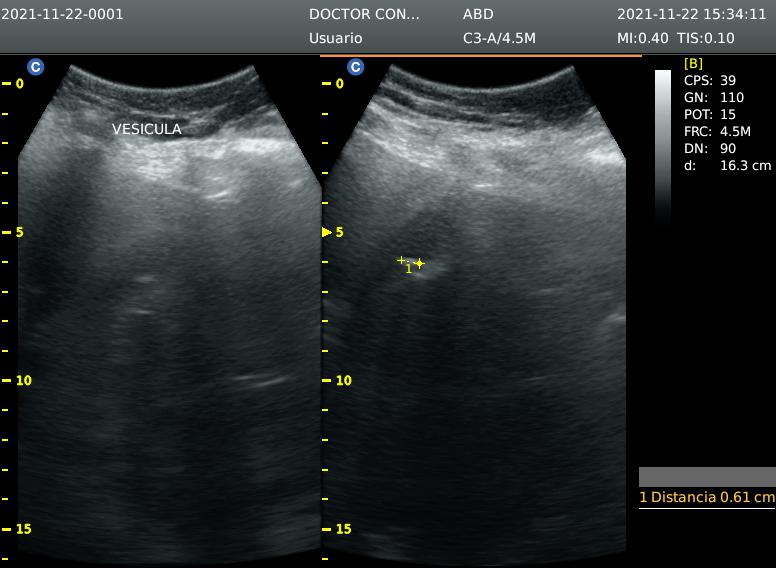 2021-11-22-0001 DOCTOR CON... ABD 2021-11-22 15:34:11
Usuario C3-A/4.5M MI:0.40 TIS:0.10
C
C
[B]
CPS: 39
GN: 110
POT: 15
FRC: 4.5M
DN: 90
d: 16.3 cm
0
0
VESICULA
5
5
1
10
10
15
15
1 Distancia 0.61 cm